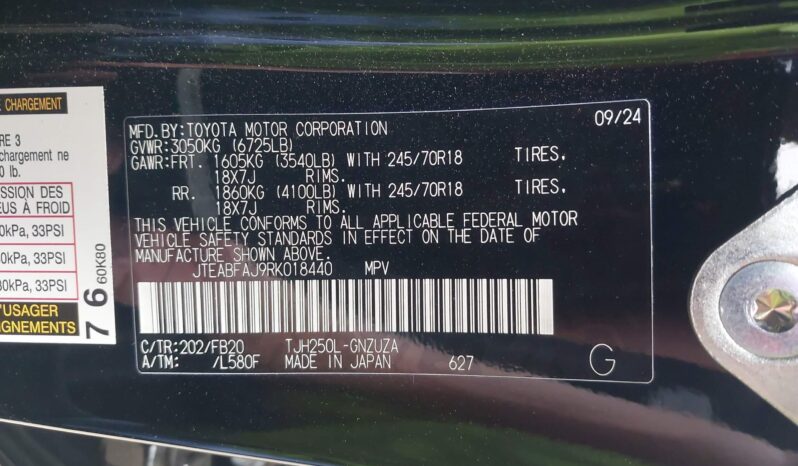 CHARGEMENT
RE 3
chargement ne
0 lb.
SSION DES
EUS À FROID
0kPa, 33PSI
0kPa, 33PSI
80kPa, 33PSI
L'USAGER
GNEMENTS
7 6 60K80
MFD.BY:TOYOTA MOTOR CORPORATION 09/24
GVWR:3050KG (6725LB)
GAWR:FRT. 1605KG (3540LB) WITH 245/70R18 TIRES,
18X7J RIMS.
RR. 1860KG (4100LB) WITH 245/70R18 TIRES,
18X7J RIMS.
THIS VEHICLE CONFORMS TO ALL APPLICABLE FEDERAL MOTOR
VEHICLE SAFETY STANDARDS IN EFFECT ON THE DATE OF
MANUFACTURE SHOWN ABOVE.
JTEABFAJ9RK018440 MPV
C/TR:202/FB20 TJH250L-GNZUZA
A/TM: /L580F MADE IN JAPAN 627 G